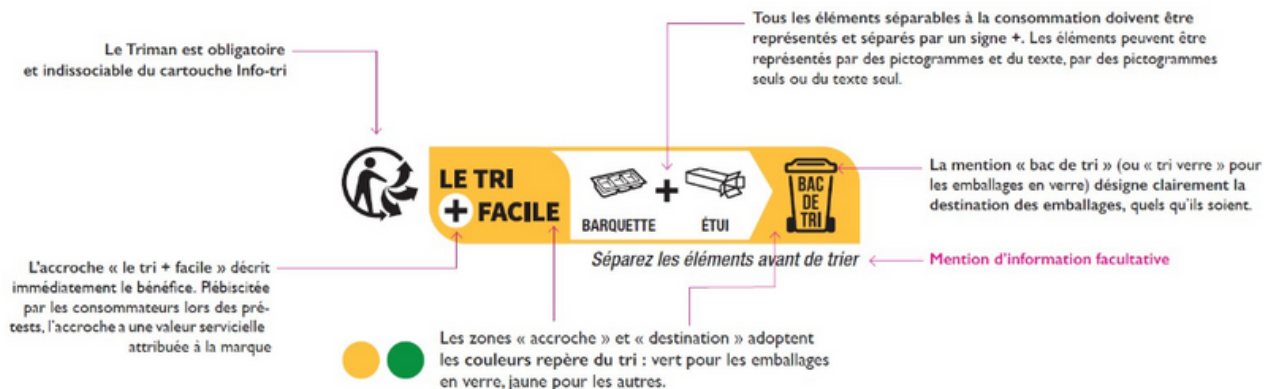 Le Triman est obligatoire
et indissociable du cartouche Info-tri
Tous les éléments séparables à la consommation doivent être
représentés et séparés par un signe +. Les éléments peuvent être
représentés par des pictogrammes et du texte, par des pictogrammes
seuls ou du texte seul.
LE TRI
+ FACILE
BARQUETTE
+
ÉTUI
BAC
DE
TRI
Séparez les éléments avant de trier
La mention « bac de tri » (ou « tri verre » pour
les emballages en verre) désigne clairement la
destination des emballages, quels qu'ils soient.
Mention d'information facultative
L'accroche « le tri + facile » décrit
immédiatement le bénéfice. Plébiscitée
par les consommateurs lors des pré-
tests, l'accroche a une valeur servicielle
attribuée à la marque
Les zones « accroche » et « destination » adoptent
les couleurs repère du tri : vert pour les emballages
en verre, jaune pour les autres.